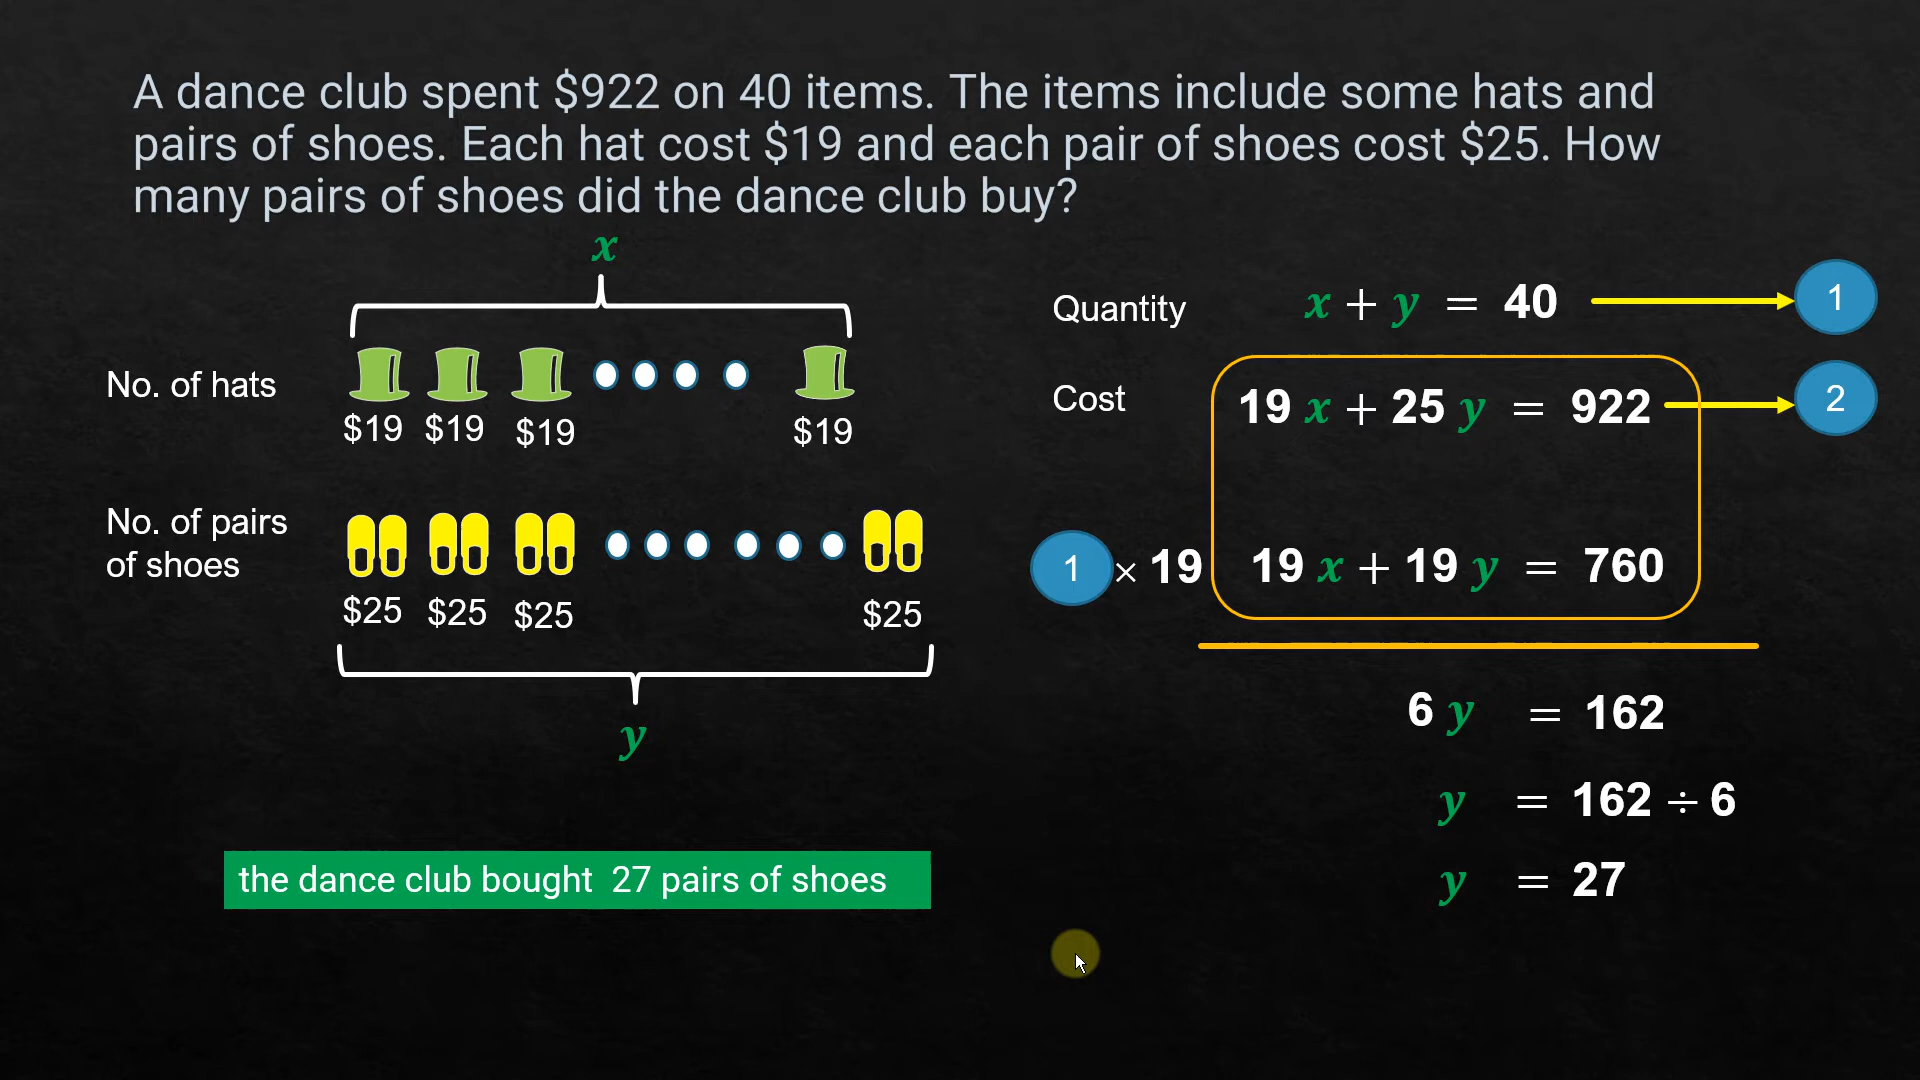 A dance club spent $922 on 40 items. The items include some hats and
pairs of shoes. Each hat cost $19 and each pair of shoes cost $25. How
many pairs of shoes did the dance club buy?
x
No. of hats
$19 $19 $19 $19
No. of pairs
of shoes
$25 $25 $25 $25
y
the dance club bought 27 pairs of shoes
Quantity x + y = 40 1
Cost 19 x + 25 y = 922 2
1 × 19 19 x + 19 y = 760
6 y = 162
y = 162 ÷ 6
y = 27